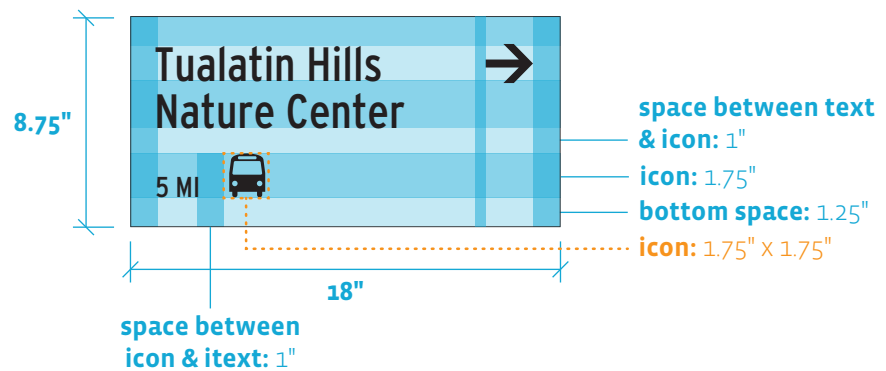 Tualatin Hills
Nature Center
5 MI
8.75"
18"
space between text
& icon: 1"
icon: 1.75"
bottom space: 1.25"
icon: 1.75" x 1.75"
space between
icon & itext: 1"